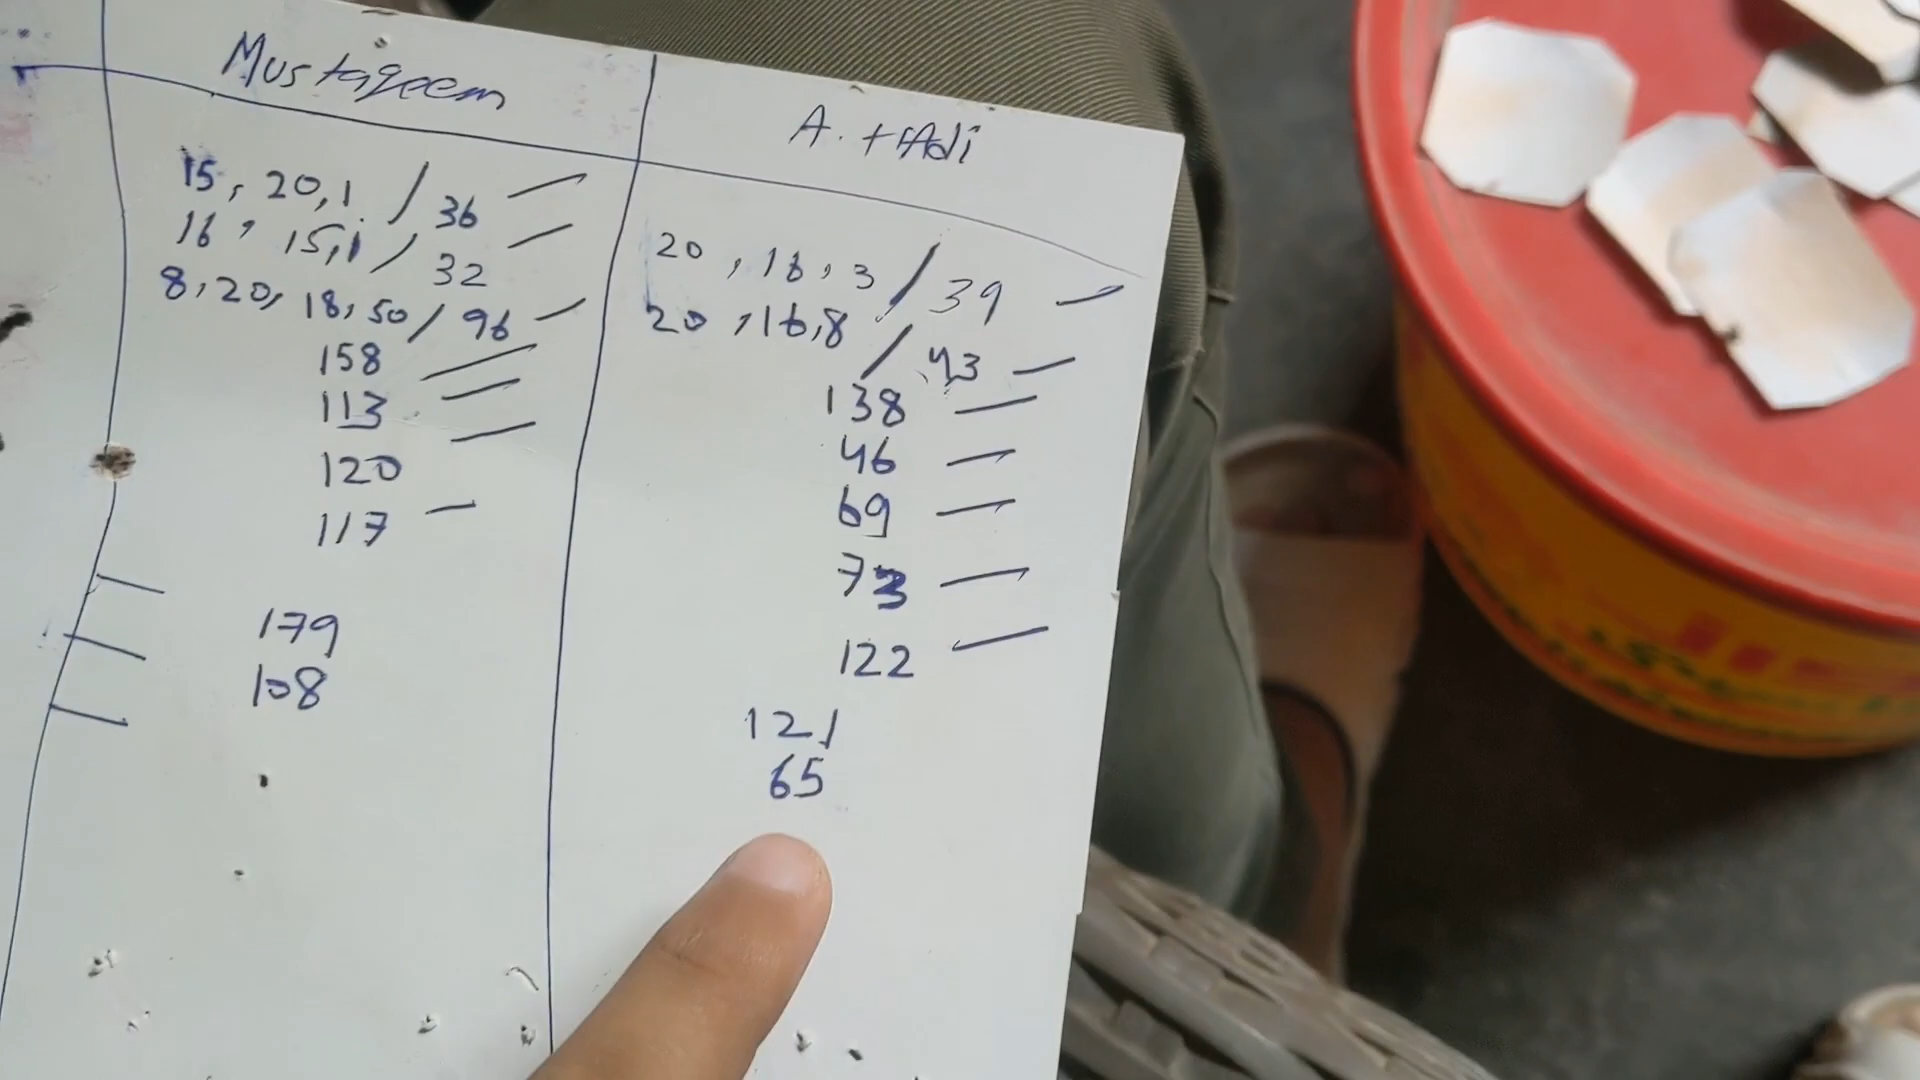 Mustaqeem
15, 20, 1 / 36
16, 15, 1 / 32
8, 20, 18, 50 / 96
158
113
120
117
179
108
A. + Adi
20, 16, 3 / 39
20, 16, 8 / 43
138
46
69
73
122
121
65